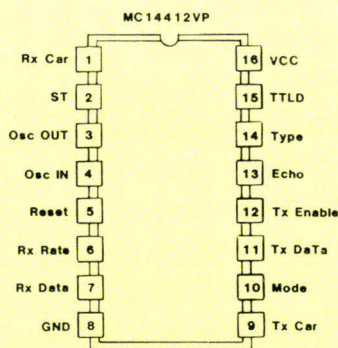 MC14412VP
Rx Car 1 16 VCC
ST 2 15 TTLD
Osc OUT 3 14 Type
Osc IN 4 13 Echo
Reset 5 12 Tx Enable
Rx Rate 6 11 Tx DaTa
Rx Data 7 10 Mode
GND 8 9 Tx Car